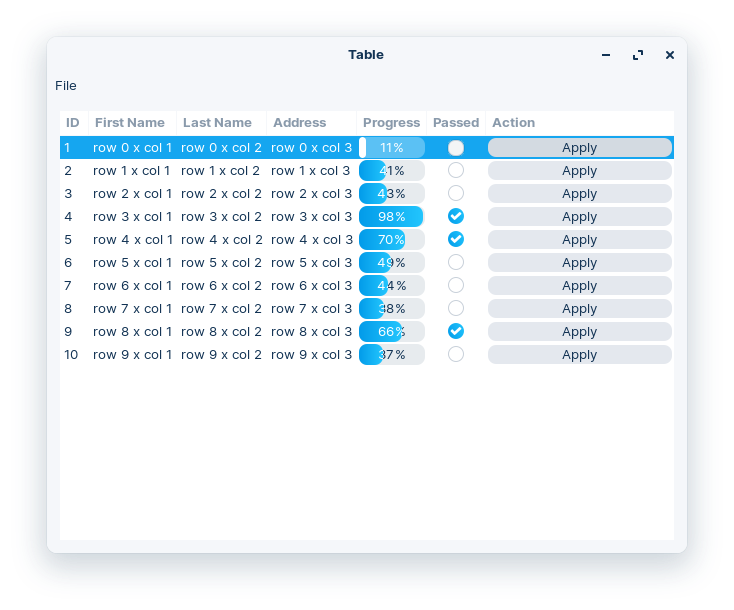 Table
File
ID First Name Last Name Address Progress Passed Action
1 row 0 x col 1 row 0 x col 2 row 0 x col 3 11% Apply
2 row 1 x col 1 row 1 x col 2 row 1 x col 3 41% Apply
3 row 2 x col 1 row 2 x col 2 row 2 x col 3 43% Apply
4 row 3 x col 1 row 3 x col 2 row 3 x col 3 98% Apply
5 row 4 x col 1 row 4 x col 2 row 4 x col 3 70% Apply
6 row 5 x col 1 row 5 x col 2 row 5 x col 3 49% Apply
7 row 6 x col 1 row 6 x col 2 row 6 x col 3 44% Apply
8 row 7 x col 1 row 7 x col 2 row 7 x col 3 38% Apply
9 row 8 x col 1 row 8 x col 2 row 8 x col 3 66% Apply
10 row 9 x col 1 row 9 x col 2 row 9 x col 3 37% Apply